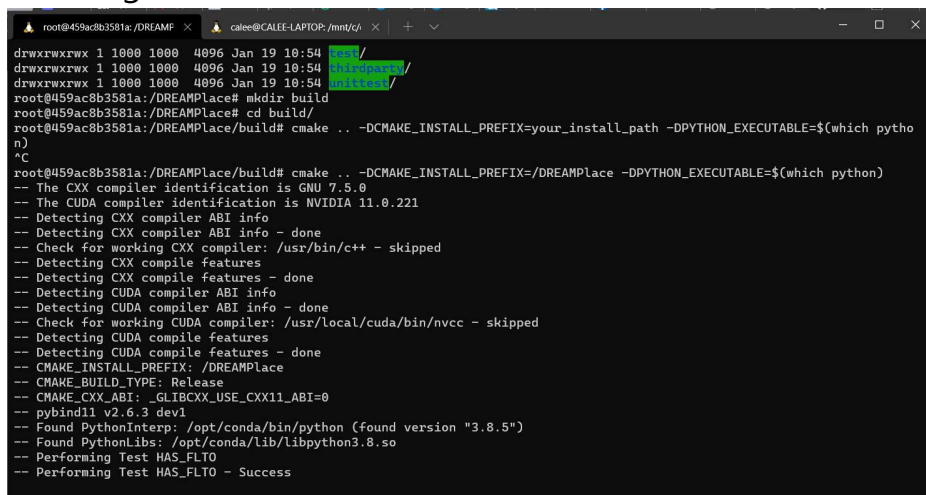 root@459ac8b3581a: /DREAMP
calee@CALEE-LAPTOP: /mnt/c/
drwxrwxrwx 1 1000 1000  4096 Jan 19 10:54 test/
drwxrwxrwx 1 1000 1000  4096 Jan 19 10:54 thirdparty/
drwxrwxrwx 1 1000 1000  4096 Jan 19 10:54 unittest/
root@459ac8b3581a:/DREAMPlace# mkdir build
root@459ac8b3581a:/DREAMPlace# cd build/
root@459ac8b3581a:/DREAMPlace/build# cmake .. -DCMAKE_INSTALL_PREFIX=your_install_path -DPYTHON_EXECUTABLE=$(which pytho
n)
^C
root@459ac8b3581a:/DREAMPlace/build# cmake .. -DCMAKE_INSTALL_PREFIX=/DREAMPlace -DPYTHON_EXECUTABLE=$(which python)
-- The CXX compiler identification is GNU 7.5.0
-- The CUDA compiler identification is NVIDIA 11.0.221
-- Detecting CXX compiler ABI info
-- Detecting CXX compiler ABI info - done
-- Check for working CXX compiler: /usr/bin/c++ - skipped
-- Detecting CXX compile features
-- Detecting CXX compile features - done
-- Detecting CUDA compiler ABI info
-- Detecting CUDA compiler ABI info - done
-- Check for working CUDA compiler: /usr/local/cuda/bin/nvcc - skipped
-- Detecting CUDA compile features
-- Detecting CUDA compile features - done
-- CMAKE_INSTALL_PREFIX: /DREAMPlace
-- CMAKE_BUILD_TYPE: Release
-- CMAKE_CXX_ABI: _GLIBCXX_USE_CXX11_ABI=0
-- pybind11 v2.6.3 dev1
-- Found PythonInterp: /opt/conda/bin/python (found version "3.8.5")
-- Found PythonLibs: /opt/conda/lib/libpython3.8.so
-- Performing Test HAS_FLTO
-- Performing Test HAS_FLTO - Success